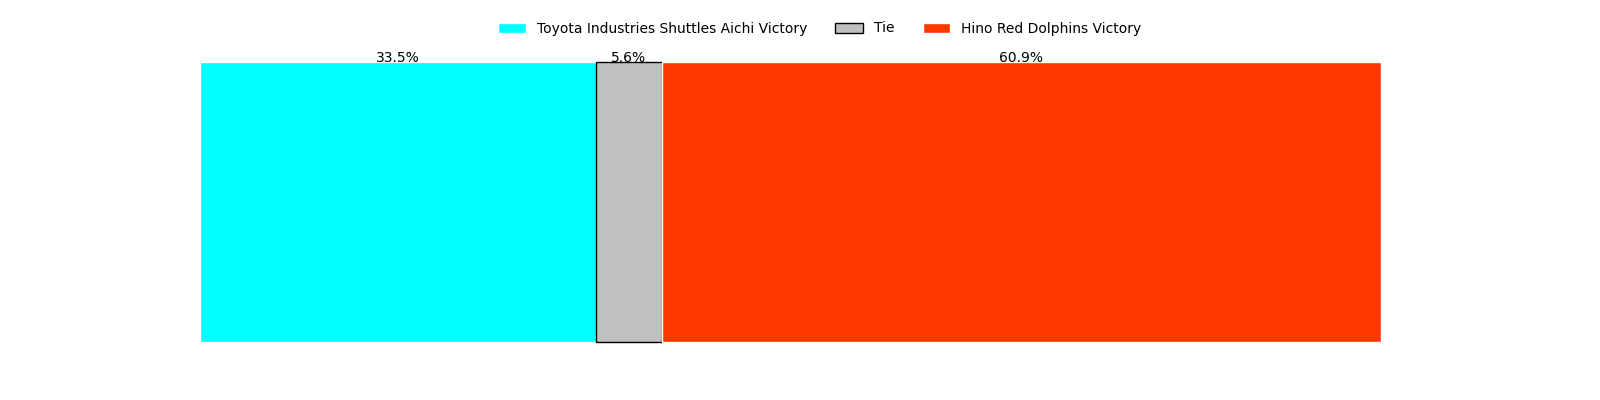 Toyota Industries Shuttles Aichi Victory Tie Hino Red Dolphins Victory
33.5% 5.6% 60.9%